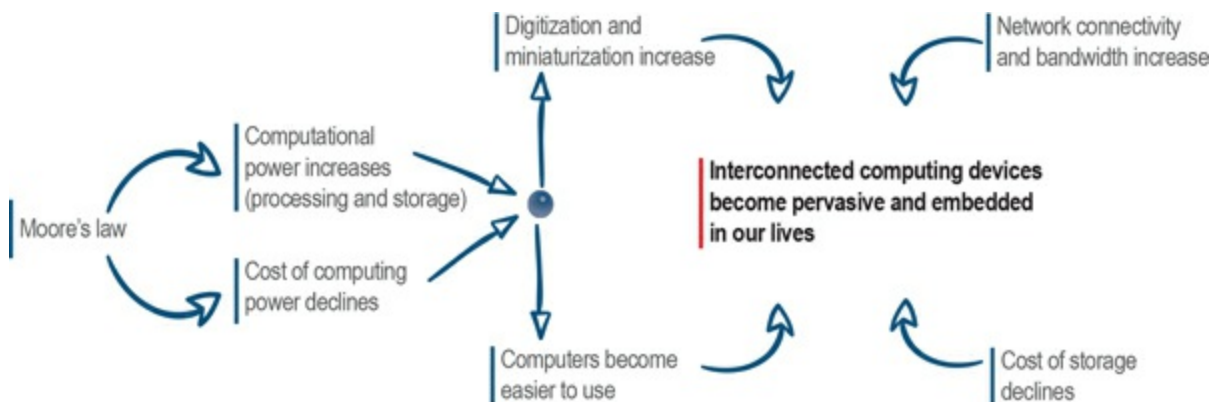 Moore's law
Computational
power increases
(processing and storage)
Cost of computing
power declines
Digitization and
miniaturization increase
Computers become
easier to use
Network connectivity
and bandwidth increase
Interconnected computing devices
become pervasive and embedded
in our lives
Cost of storage
declines